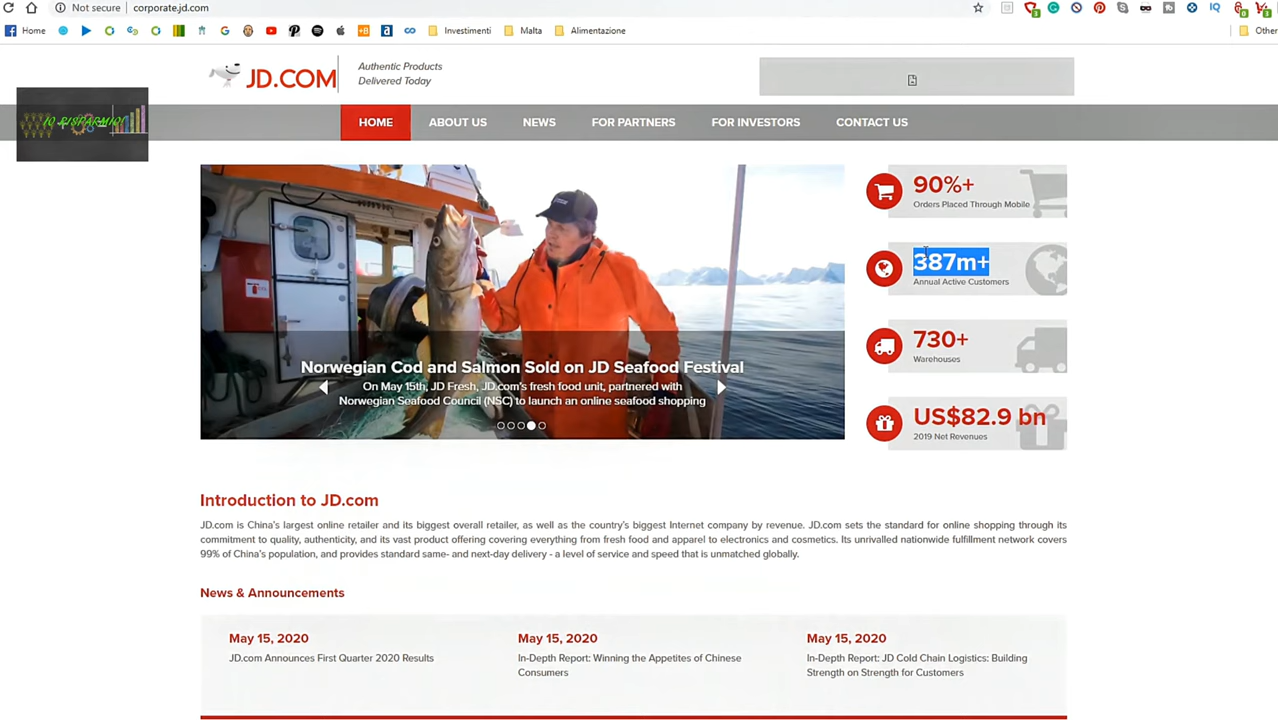 Not secure
corporate.jd.com
Home
Investimenti
Malta
Alimentazione
Other
JD.COM
Authentic Products
Delivered Today
IO RISPARMIO
HOME
ABOUT US
NEWS
FOR PARTNERS
FOR INVESTORS
CONTACT US
90%+
Orders Placed Through Mobile
387m+
Annual Active Customers
730+
Warehouses
US$82.9 bn
2019 Net Revenues
Norwegian Cod and Salmon Sold on JD Seafood Festival
On May 15th, JD Fresh, JD.com's fresh food unit, partnered with
Norwegian Seafood Council (NSC) to launch an online seafood shopping
Introduction to JD.com
JD.com is China's largest online retailer and its biggest overall retailer, as well as the country's biggest Internet company by revenue. JD.com sets the standard for online shopping through its
commitment to quality, authenticity, and its vast product offering covering everything from fresh food and apparel to electronics and cosmetics. Its unrivalled nationwide fulfillment network covers
99% of China's population, and provides standard same- and next-day delivery - a level of service and speed that is unmatched globally.
News & Announcements
May 15, 2020
JD.com Announces First Quarter 2020 Results
May 15, 2020
In-Depth Report: Winning the Appetites of Chinese
Consumers
May 15, 2020
In-Depth Report: JD Cold Chain Logistics: Building
Strength on Strength for Customers